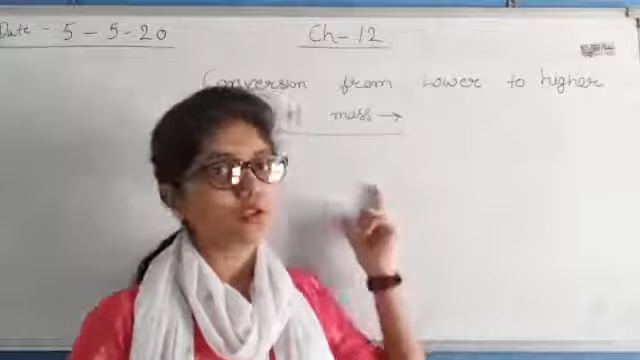 Date - 5 - 5 - 20
Ch - 12
Conversion from lower to higher
mass →